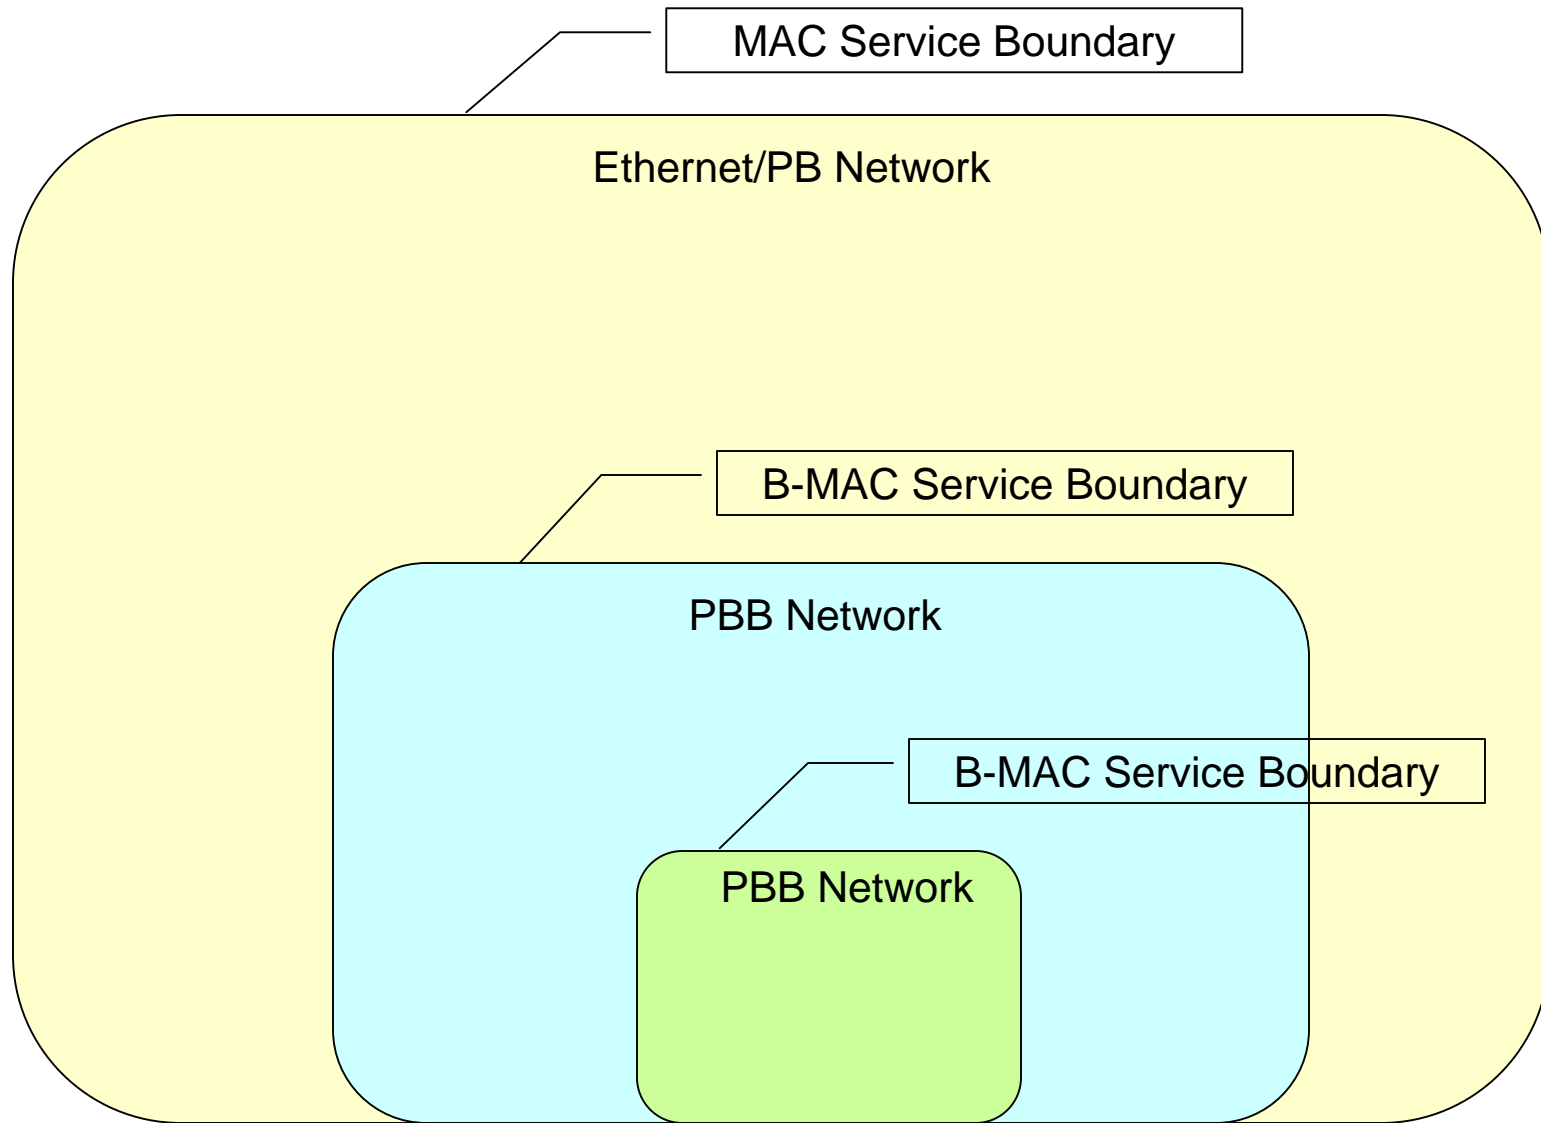 MAC Service Boundary
Ethernet/PB Network
B-MAC Service Boundary
PBB Network
B-MAC Service Boundary
PBB Network